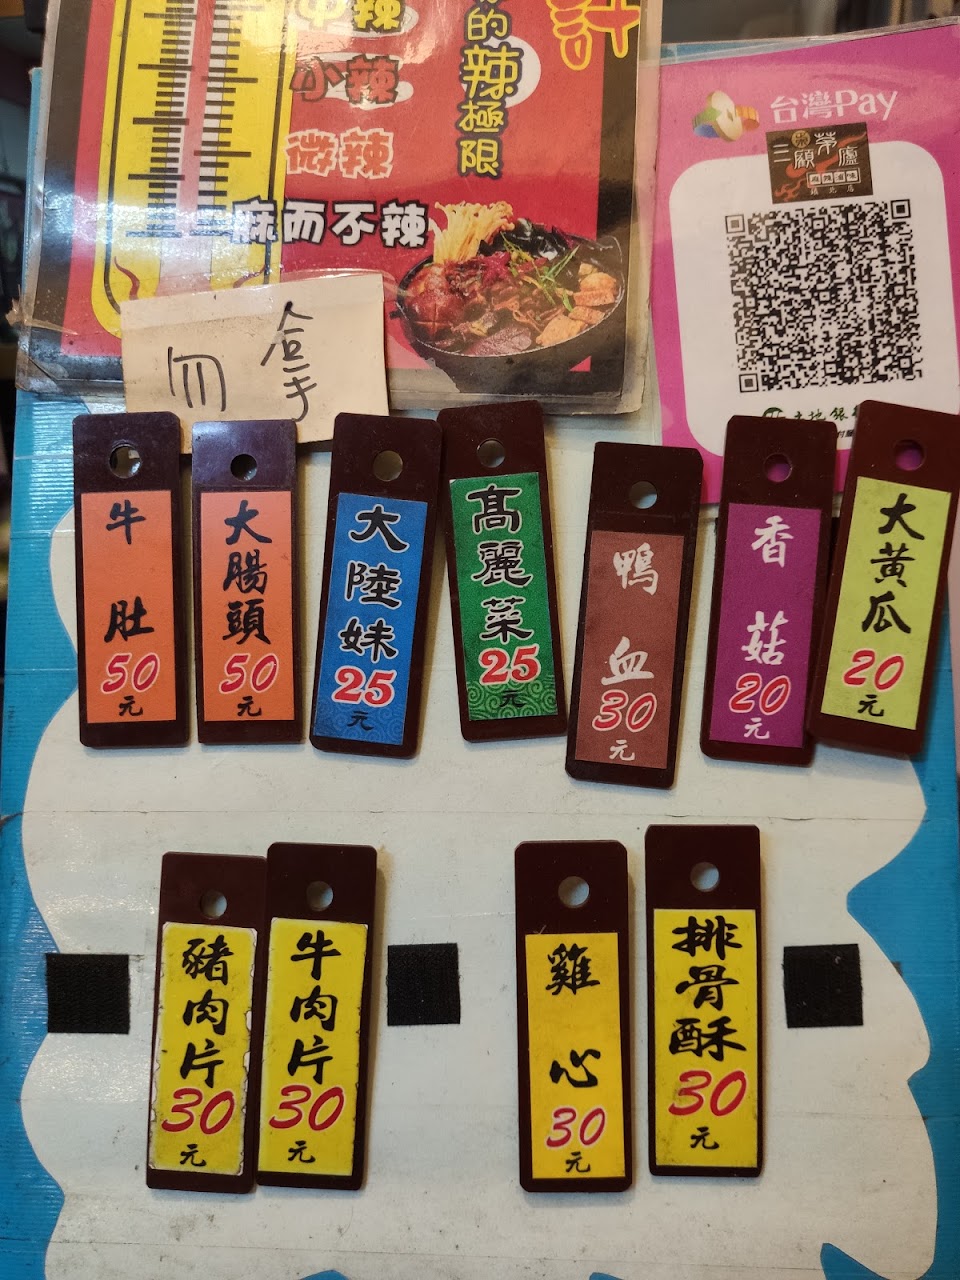 中辣
小辣
微辣
麻而不辣
的辣極限
計
台灣Pay
三顧茅廬
勿拿
牛肚
50
元
大腸頭
50
元
大陸妹
25
元
高麗菜
25
元
鴨血
30
元
香菇
20
元
大黃瓜
20
元
豬肉片
30
元
牛肉片
30
元
雞心
30
元
排骨酥
30
元